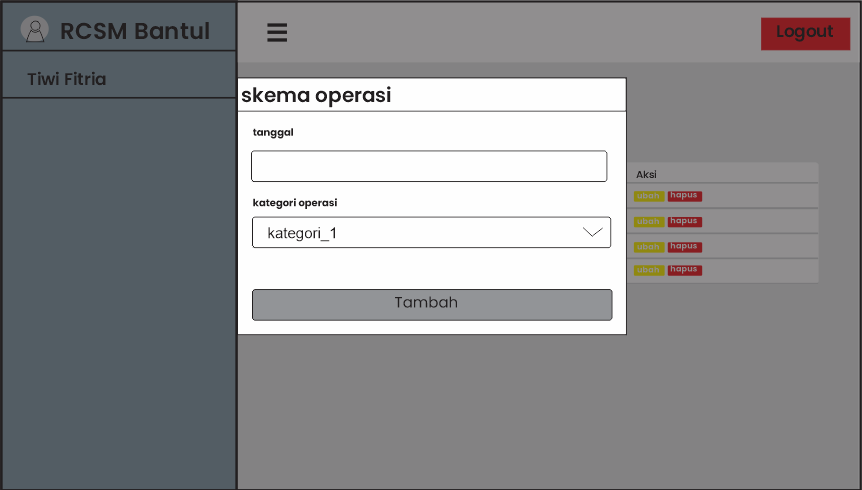 RCSM Bantul
Logout
Tiwi Fitria
skema operasi
tanggal
kategori operasi
kategori_1
Tambah
Aksi
ubah hapus
ubah hapus
ubah hapus
ubah hapus